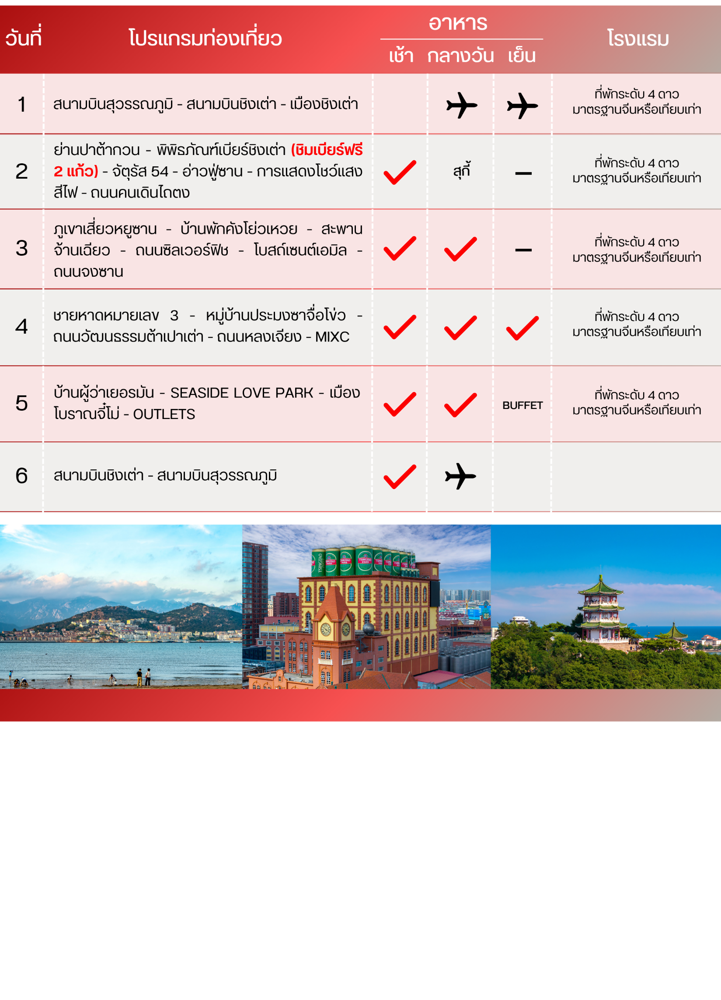 วันที่
โปรแกรมท่องเที่ยว
อาหาร
เช้า
กลางวัน
เย็น
โรงแรม
1
สนามบินสุวรรณภูมิ - สนามบินชิงเต่า - เมืองชิงเต่า
ที่พักระดับ 4 ดาว
มาตรฐานจีนหรือเทียบเท่า
2
ย่านปาต้ากวน - พิพิธภัณฑ์เบียร์ชิงเต่า (ชิมเบียร์ฟรี
2 แก้ว) - จัตุรัส 54 - อ่าวฟู่ซาน - การแสดงโชว์แสง
สีไฟ - ถนนคนเดินไถตง
สุกี้
–
ที่พักระดับ 4 ดาว
มาตรฐานจีนหรือเทียบเท่า
3
ภูเขาเสี่ยวหยูซาน - บ้านพักคังโย่วเหวย - สะพาน
จ้านเฉียว - ถนนซิลเวอร์ฟิช - โบสถ์เซนต์เอมิล -
ถนนจงซาน
–
ที่พักระดับ 4 ดาว
มาตรฐานจีนหรือเทียบเท่า
4
ชายหาดหมายเลข 3 - หมู่บ้านประมงซาจื่อโข่ว -
ถนนวัฒนธรรมต้าเปาเต่า - ถนนหลงเจียง - MIXC
ที่พักระดับ 4 ดาว
มาตรฐานจีนหรือเทียบเท่า
5
บ้านผู้ว่าเยอรมัน - SEASIDE LOVE PARK - เมือง
โบราณจี๋โม่ - OUTLETS
BUFFET
ที่พักระดับ 4 ดาว
มาตรฐานจีนหรือเทียบเท่า
6
สนามบินชิงเต่า - สนามบินสุวรรณภูมิ
TSINGTAO
TSINGTAO
TSINGTAO
TSINGTAO